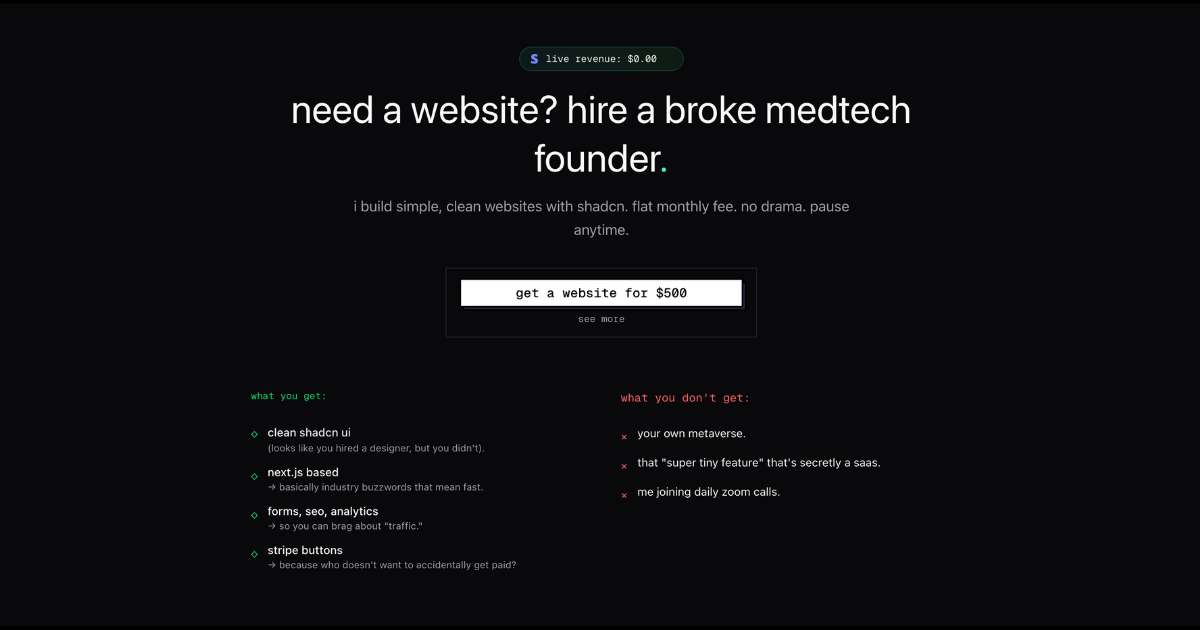 S live revenue: $0.00
need a website? hire a broke medtech
founder.
i build simple, clean websites with shadcn. flat monthly fee. no drama. pause
anytime.
get a website for $500
see more
what you get:
clean shadcn ui
(looks like you hired a designer, but you didn't).
next.js based
→ basically industry buzzwords that mean fast.
forms, seo, analytics
→ so you can brag about "traffic."
stripe buttons
→ because who doesn't want to accidentally get paid?
what you don't get:
× your own metaverse.
× that "super tiny feature" that's secretly a saas.
× me joining daily zoom calls.